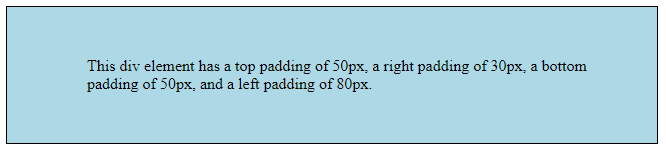 This div element has a top padding of 50px, a right padding of 30px, a bottom
padding of 50px, and a left padding of 80px.